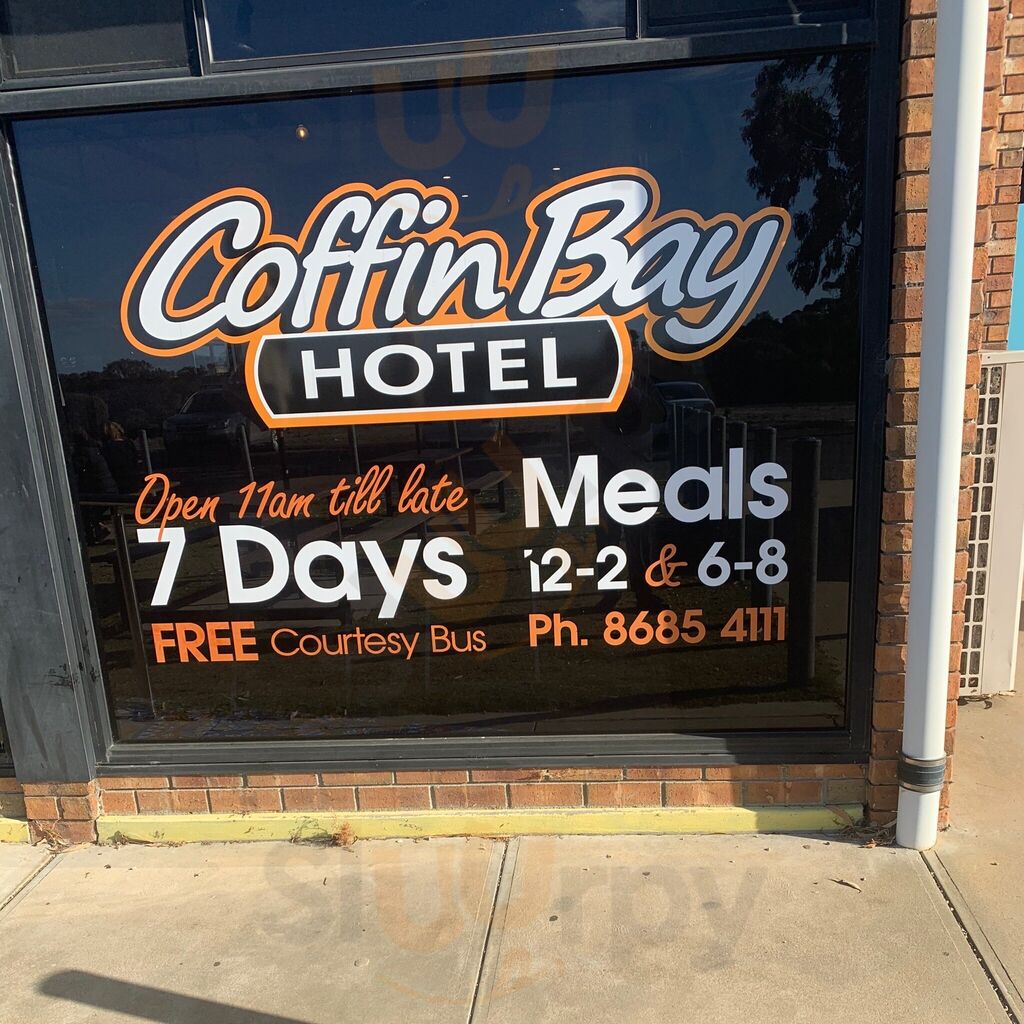 Coffin Bay
HOTEL
Open 11am till late
7 Days
FREE Courtesy Bus
Meals
12-2 & 6-8
Ph. 8685 4111
sluurpy